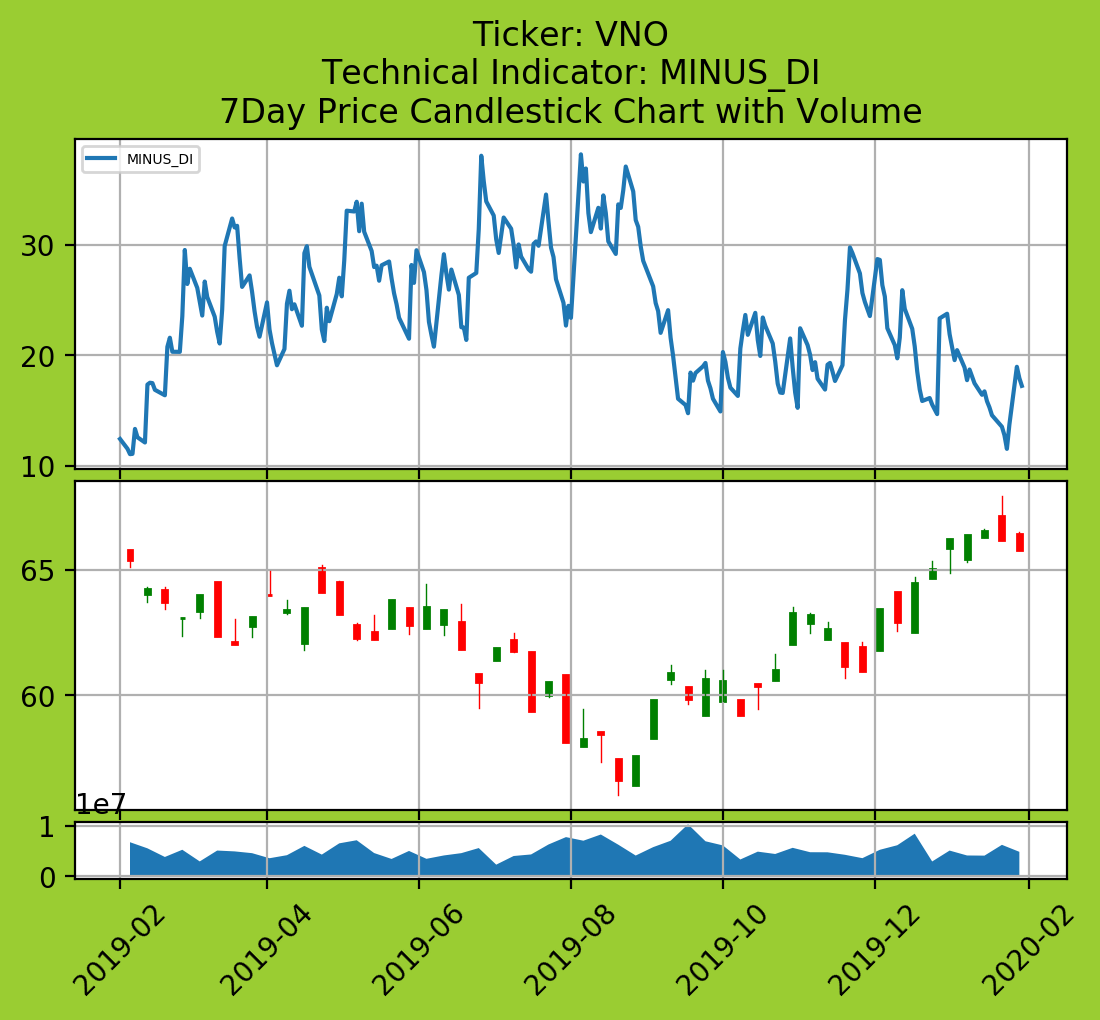 Ticker: VNO
Technical Indicator: MINUS_DI
7Day Price Candlestick Chart with Volume
MINUS_DI
30
20
10
65
60
1e7
1
0
2019-02
2019-04
2019-06
2019-08
2019-10
2019-12
2020-02